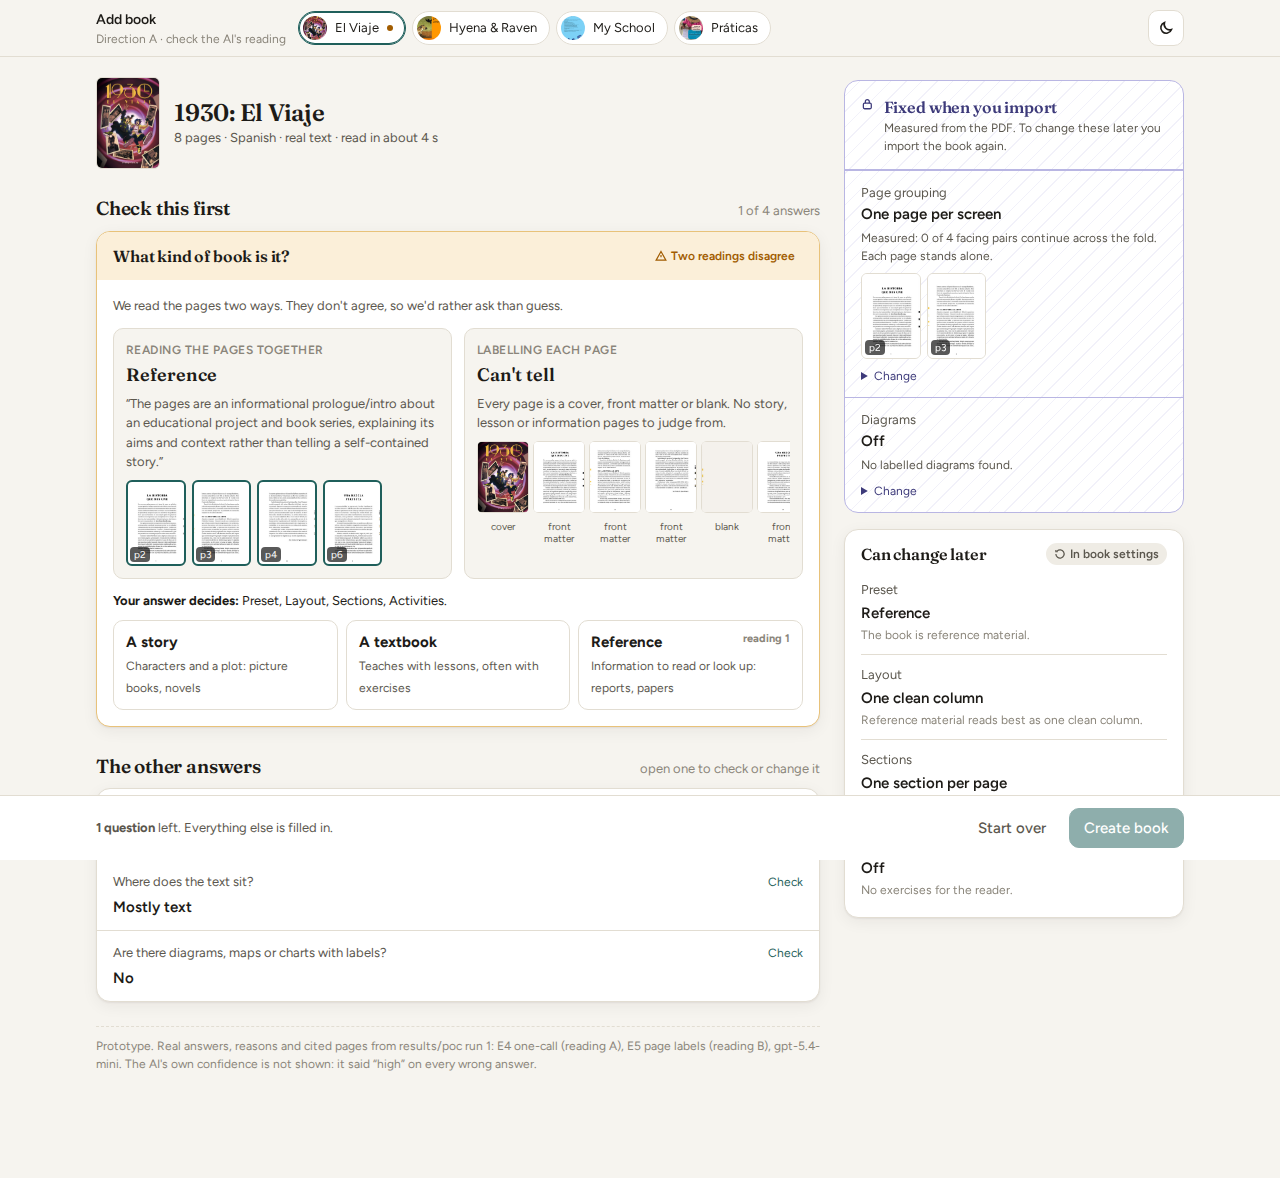 Add book
Direction A · check the AI's reading
El Viaje
Hyena & Raven
My School
Práticas
1930: El Viaje
8 pages · Spanish · real text · read in about 4 s
Check this first
1 of 4 answers
What kind of book is it?
Two readings disagree
We read the pages two ways. They don't agree, so we'd rather ask than guess.
READING THE PAGES TOGETHER
Reference
“The pages are an informational prologue/intro about
an educational project and book series, explaining its
aims and context rather than telling a self-contained
story.”
p2
p3
p4
p6
LABELLING EACH PAGE
Can't tell
Every page is a cover, front matter or blank. No story,
lesson or information pages to judge from.
1930
cover
front
matter
front
matter
front
matter
blank
fron
matt
Your answer decides: Preset, Layout, Sections, Activities.
A story
Characters and a plot: picture
books, novels
A textbook
Teaches with lessons, often with
exercises
Reference
reading 1
Information to read or look up:
reports, papers
The other answers
open one to check or change it
1 question left. Everything else is filled in.
Start over
Create book
Where does the text sit?
Check
Mostly text
Are there diagrams, maps or charts with labels?
Check
No
Prototype. Real answers, reasons and cited pages from results/poc run 1: E4 one-call (reading A), E5 page labels (reading B), gpt-5.4-
mini. The AI's own confidence is not shown: it said “high” on every wrong answer.
Fixed when you import
Measured from the PDF. To change these later you
import the book again.
Page grouping
One page per screen
Measured: 0 of 4 facing pairs continue across the fold.
Each page stands alone.
p2
p3
Change
Diagrams
Off
No labelled diagrams found.
Change
Can change later
In book settings
Preset
Reference
The book is reference material.
Layout
One clean column
Reference material reads best as one clean column.
Sections
One section per page
Off
No exercises for the reader.